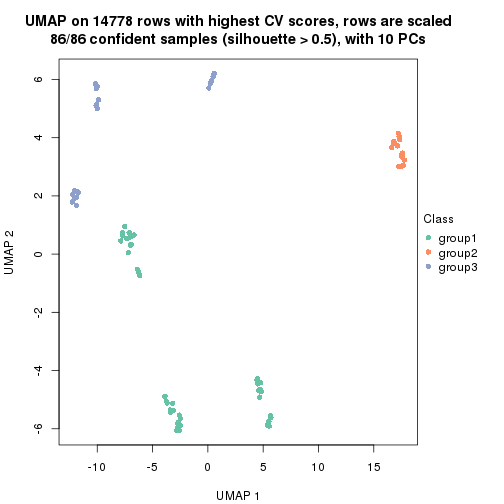 UMAP on 14778 rows with highest CV scores, rows are scaled
86/86 confident samples (silhouette > 0.5), with 10 PCs
6
4
2
0
-2
-4
-6
UMAP 2
-10 -5 0 5 10 15
UMAP 1
Class
group1
group2
group3